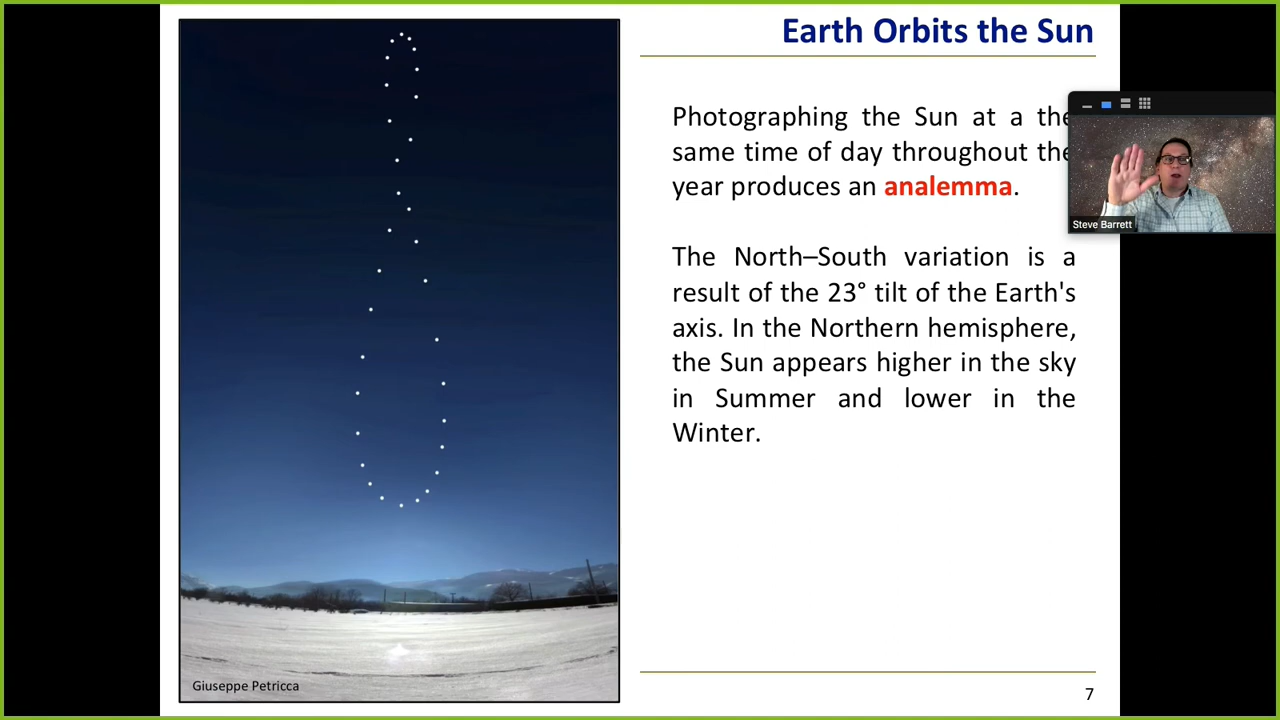 Earth Orbits the Sun
Photographing the Sun at a the
same time of day throughout the
year produces an analemma.
The North–South variation is a
result of the 23° tilt of the Earth's
axis. In the Northern hemisphere,
the Sun appears higher in the sky
in Summer and lower in the
Winter.
Steve Barrett
Giuseppe Petricca
7